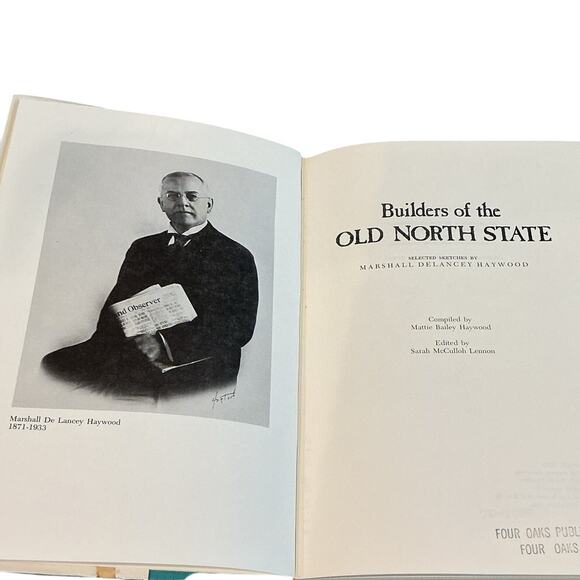 nd Observer
Marshall De Lancey Haywood
1871-1933
Builders of the
OLD NORTH STATE
SELECTED SKETCHES BY
MARSHALL DELANCEY HAYWOOD
Compiled by
Mattie Bailey Haywood
Edited by
Sarah McCulloh Lennon
FOUR OAKS PUBL
FOUR OAKS